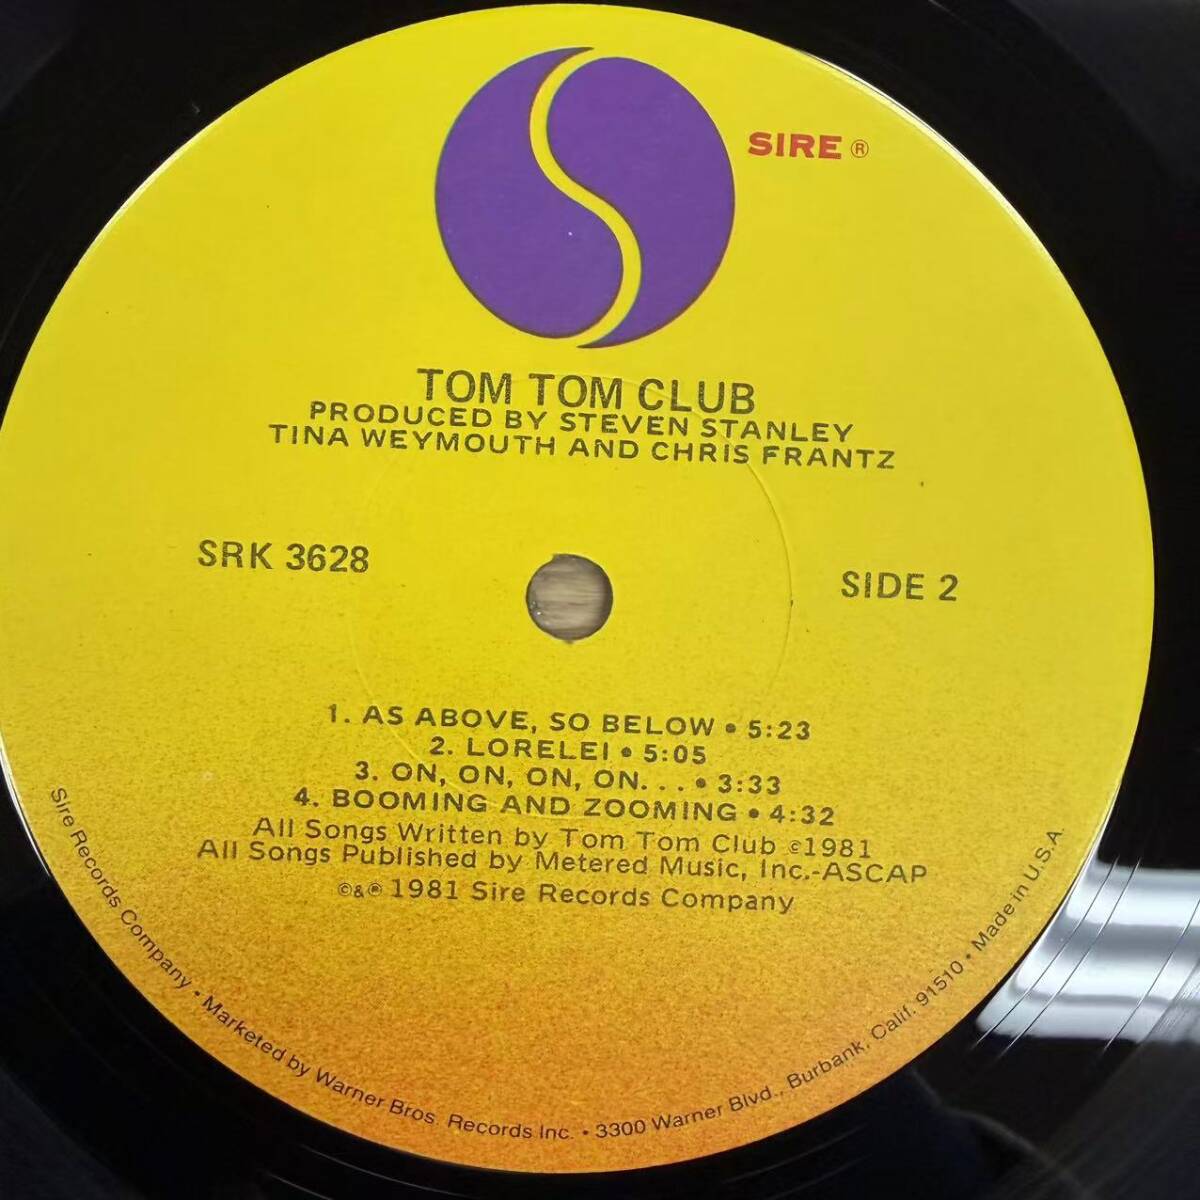 SIRE ®
TOM TOM CLUB
PRODUCED BY STEVEN STANLEY
TINA WEYMOUTH AND CHRIS FRANTZ
SRK 3628
SIDE 2
1. AS ABOVE, SO BELOW • 5:23
2. LORELEI • 5:05
3. ON, ON, ON, ON. . . • 3:33
4. BOOMING AND ZOOMING • 4:32
All Songs Written by Tom Tom Club ©1981
All Songs Published by Metered Music, Inc.-ASCAP
©&℗ 1981 Sire Records Company
Sire Records Company • Marketed by Warner Bros. Records Inc. • 3300 Warner Blvd., Burbank, Calif. 91510 • Made in U.S.A.